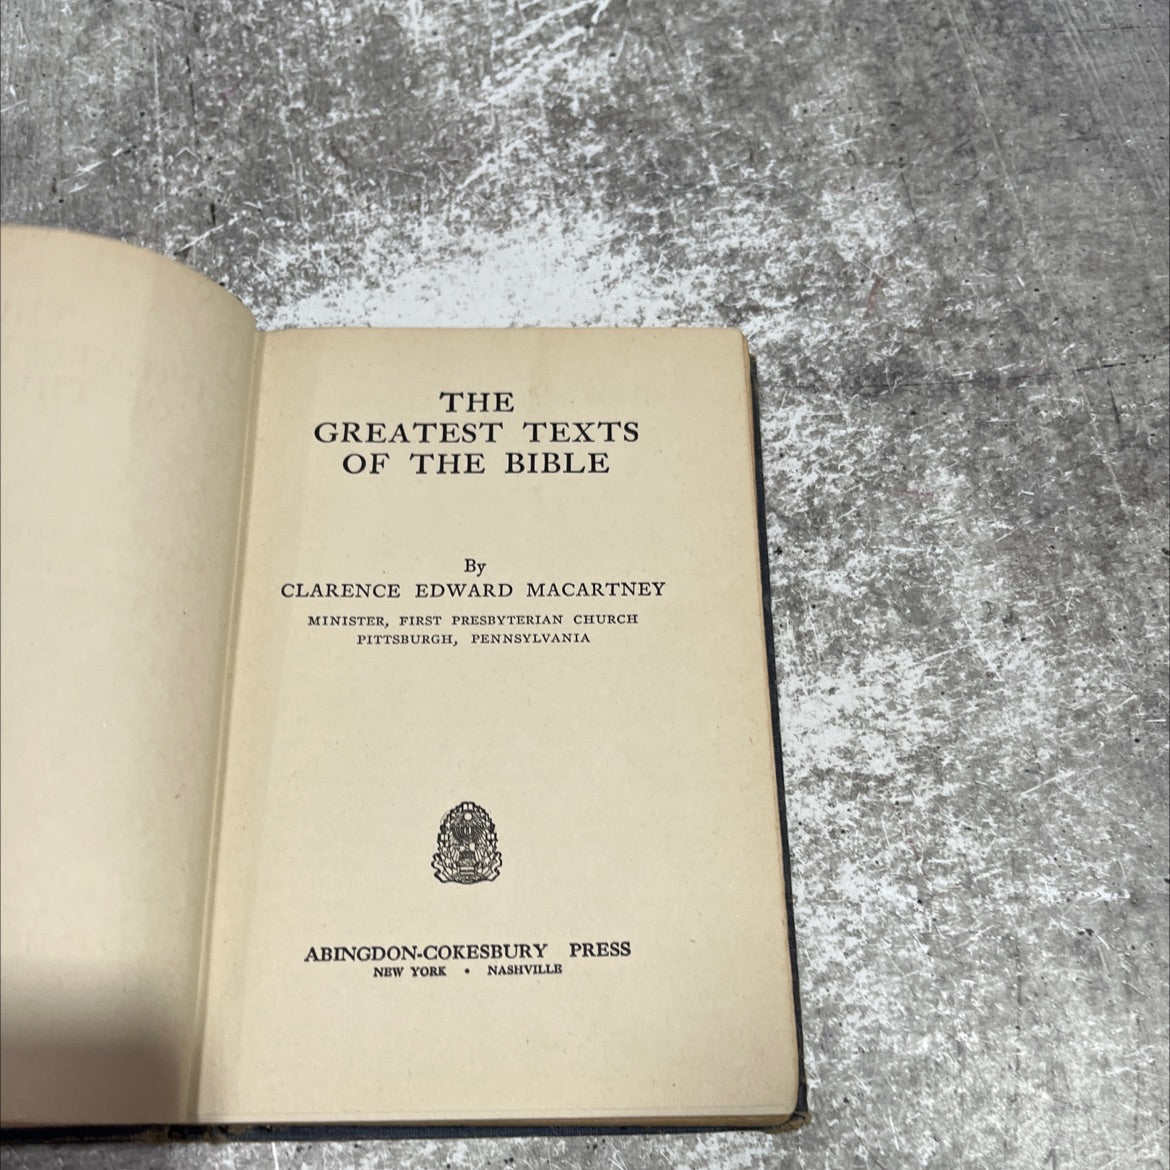 THE
GREATEST TEXTS
OF THE BIBLE
By
CLARENCE EDWARD MACARTNEY
MINISTER, FIRST PRESBYTERIAN CHURCH
PITTSBURGH, PENNSYLVANIA
ABINGDON-COKESBURY PRESS
NEW YORK • NASHVILLE